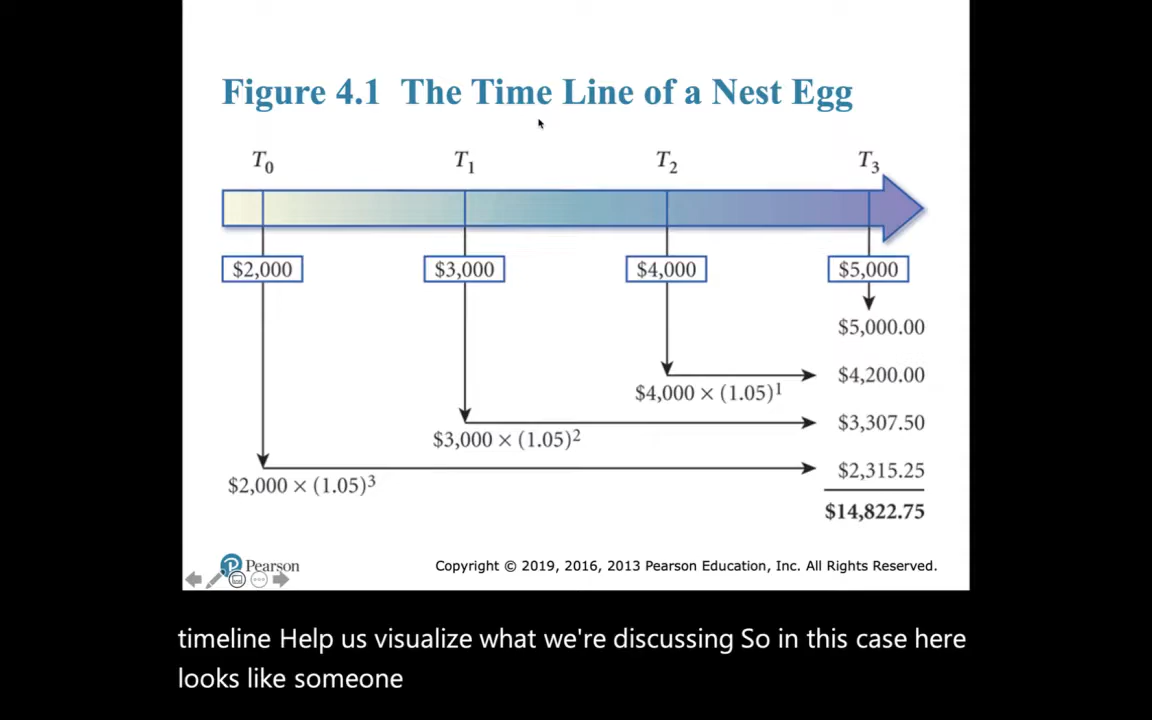 Figure 4.1 The Time Line of a Nest Egg
T0 T1 T2 T3
$2,000 $3,000 $4,000 $5,000
$5,000.00
$4,200.00
$4,000 × (1.05)1
$3,307.50
$3,000 × (1.05)2
$2,315.25
$2,000 × (1.05)3
$14,822.75
Pearson
Copyright © 2019, 2016, 2013 Pearson Education, Inc. All Rights Reserved.
timeline Help us visualize what we're discussing So in this case here
looks like someone